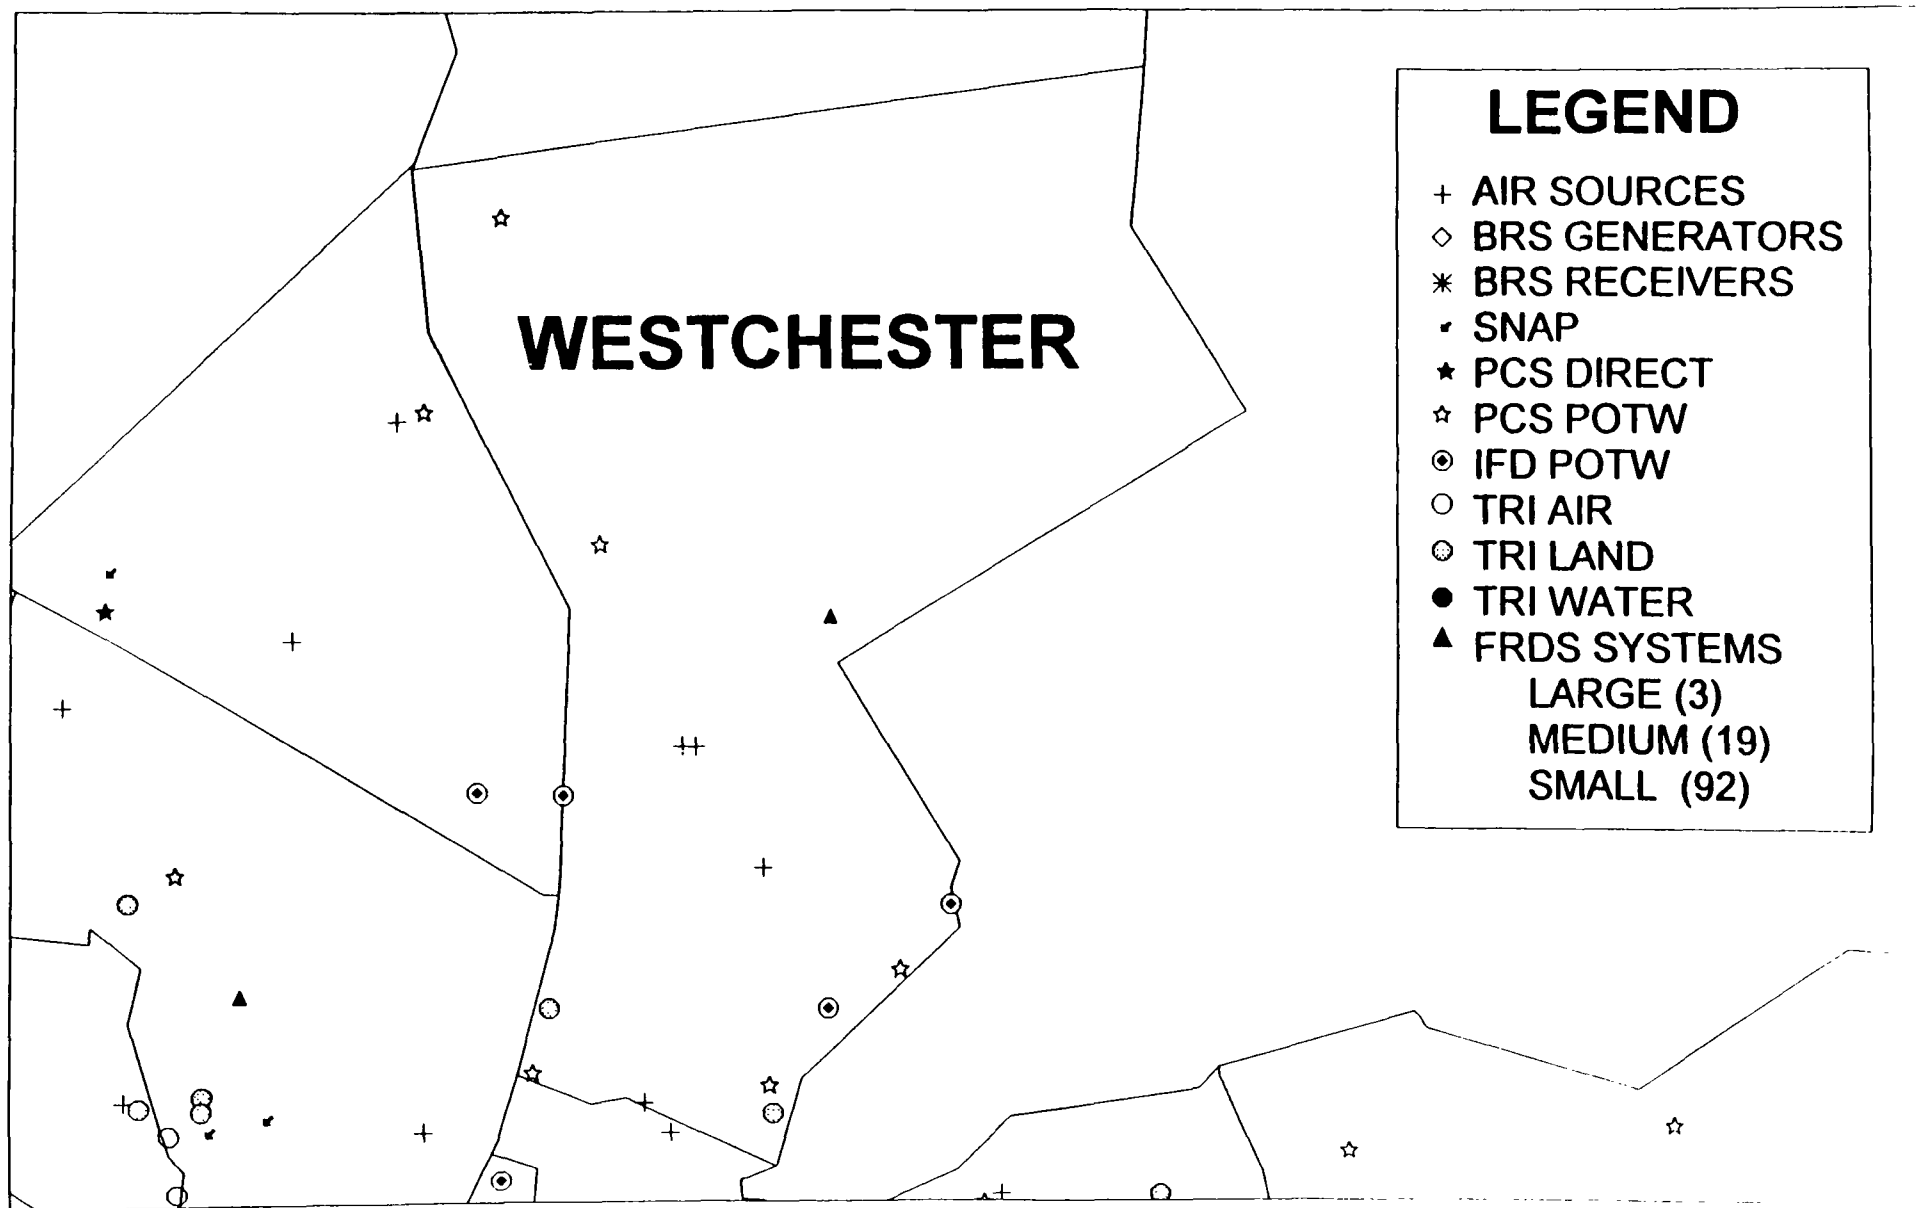 WESTCHESTER
LEGEND
AIR SOURCES
BRS GENERATORS
BRS RECEIVERS
SNAP
PCS DIRECT
PCS POTW
IFD POTW
TRI AIR
TRI LAND
TRI WATER
FRDS SYSTEMS
LARGE (3)
MEDIUM (19)
SMALL (92)